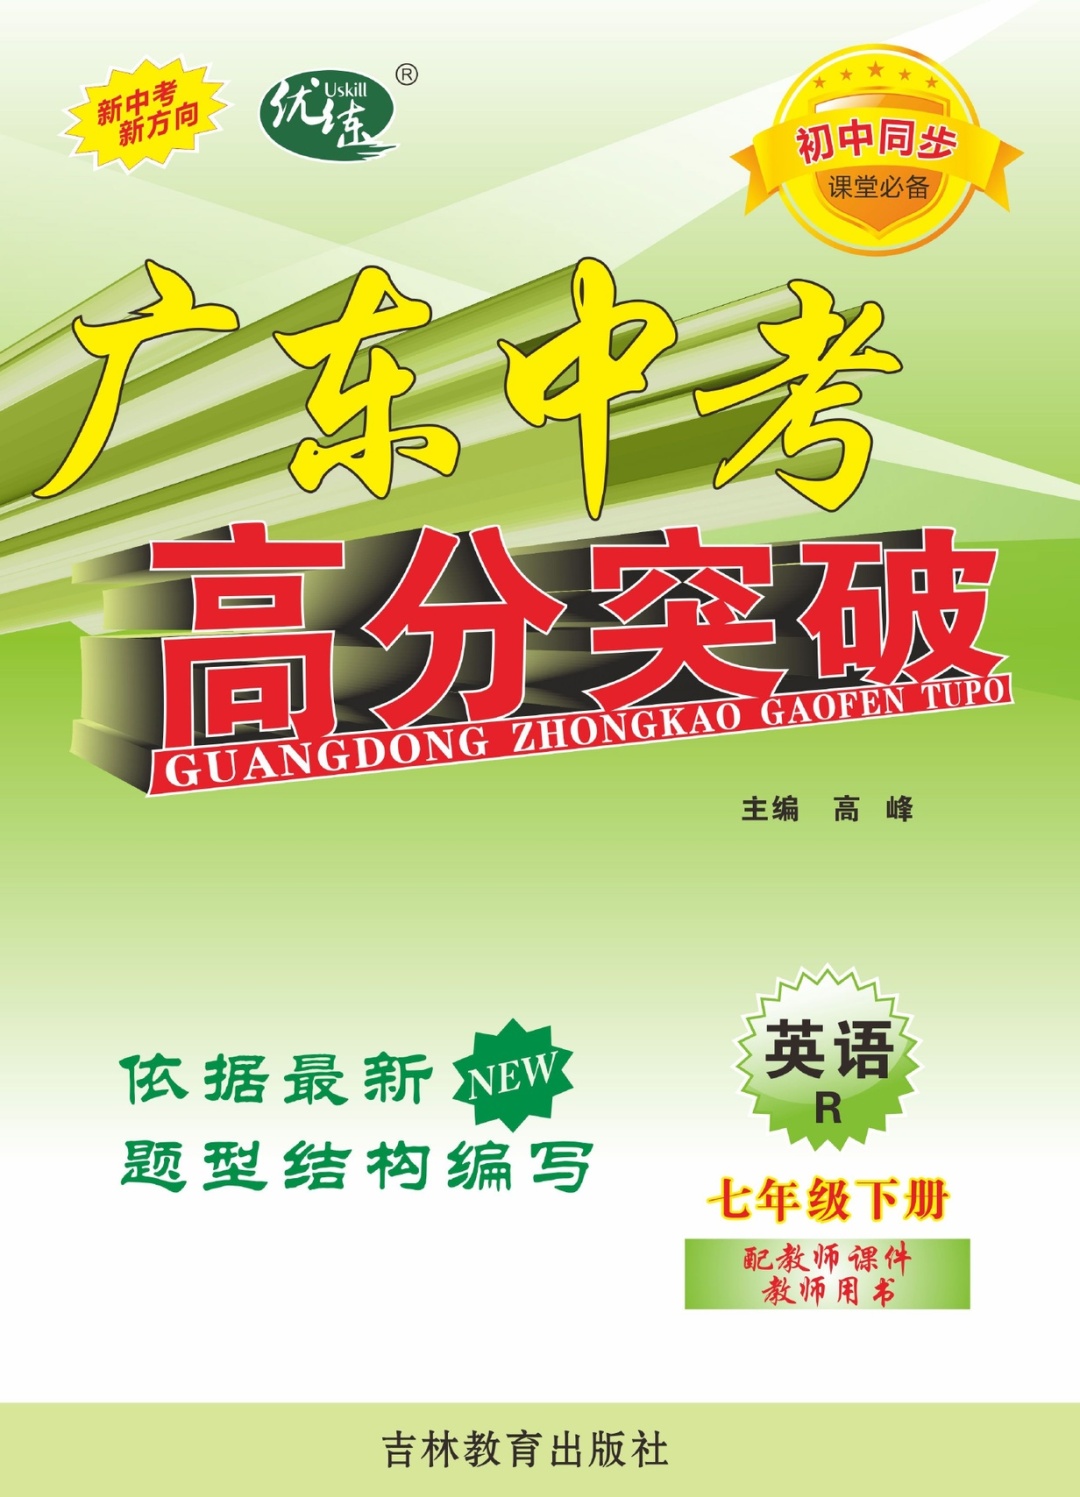 新中考
新方向
优练
Uskill
®
初中同步
课堂必备
广东中考
高分突破
GUANGDONG ZHONGKAO GAOFEN TUPO
主编 高 峰
依据最新
NEW
题型结构编写
英语
R
七年级下册
配教师课件
教师用书
吉林教育出版社